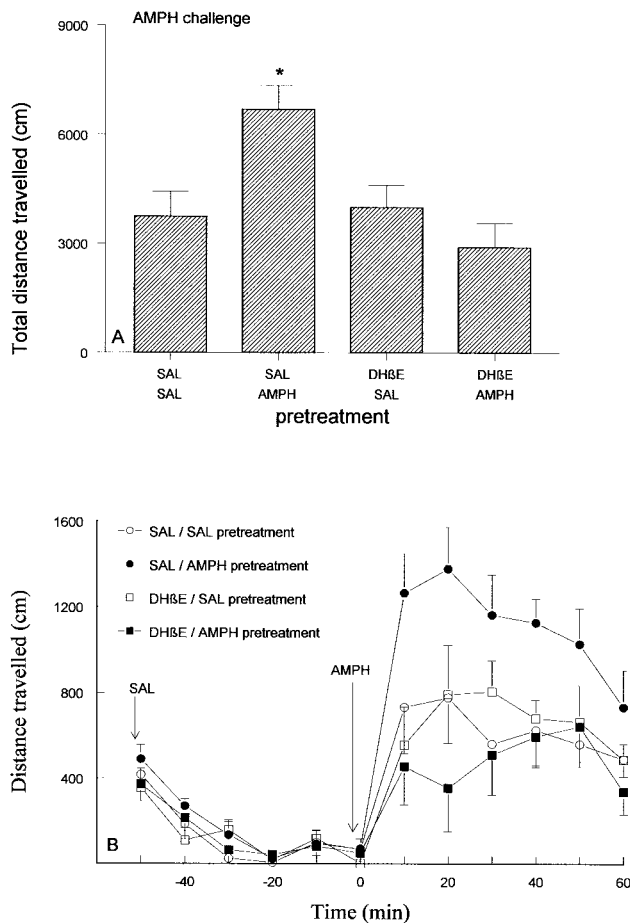 AMPH challenge
Total distance travelled (cm)
9000
6000
3000
0
*
A
SAL SAL DHßE DHßE
SAL AMPH SAL AMPH
pretreatment
Distance travelled (cm)
1600
1200
800
400
SAL / SAL pretreatment
SAL / AMPH pretreatment
DHßE / SAL pretreatment
DHßE / AMPH pretreatment
SAL
AMPH
B
-40 -20 0 20 40 60
Time (min)